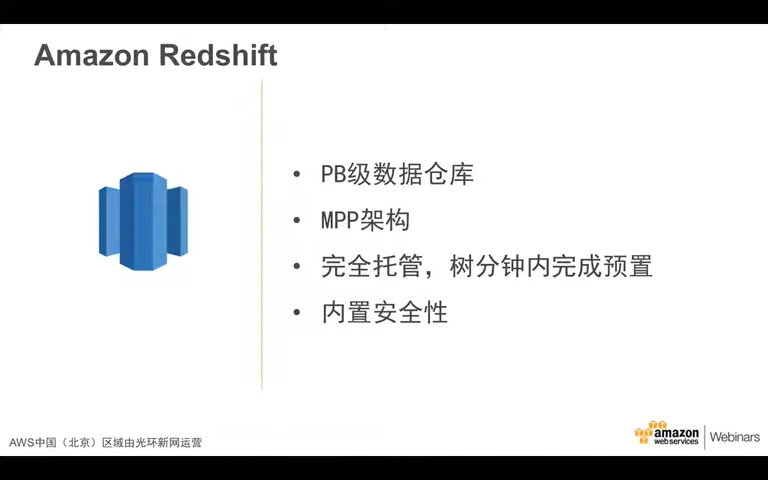 Amazon Redshift
• PB级数据仓库
• MPP架构
• 完全托管，树分钟内完成预置
• 内置安全性
AWS中国（北京）区域由光环新网运营
amazon
webservices
Webinars